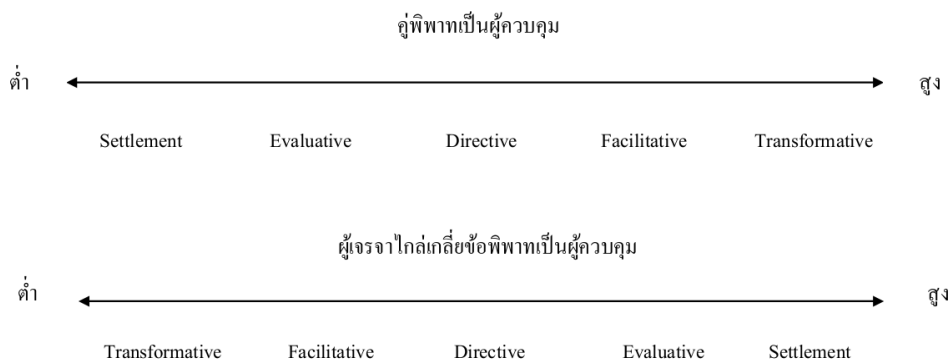 คู่พิพาทเป็นผู้ควบคุม
ต่ำ สูง
Settlement Evaluative Directive Facilitative Transformative
ผู้เจรจาไกล่เกลี่ยข้อพิพาทเป็นผู้ควบคุม
ต่ำ สูง
Transformative Facilitative Directive Evaluative Settlement